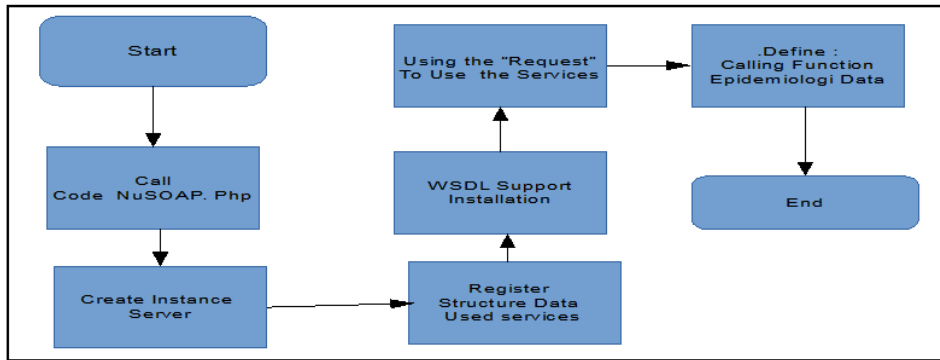 Start
Call
Code NuSOAP. Php
Create Instance
Server
Register
Structure Data
Used services
WSDL Support
Installation
Using the "Request"
To Use the Services
.Define :
Calling Function
Epidemiologi Data
End